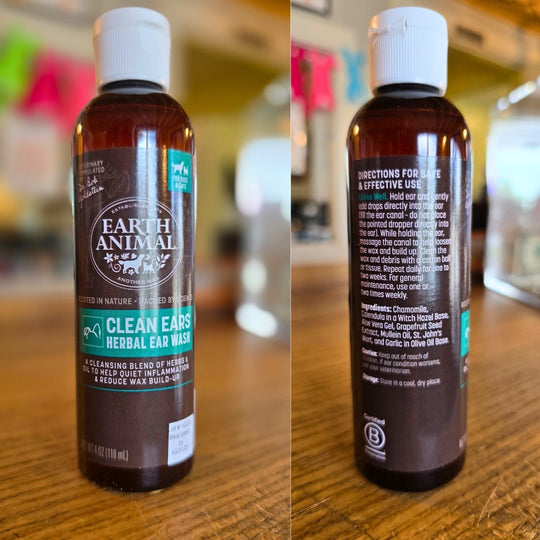 ESTABLISHED
EARTH
ANIMAL
ANOTHER WAY
ROOTED IN NATURE • BACKED BY SCIENCE
CLEAN EARS
HERBAL EAR WASH
A CLEANSING BLEND OF HERBS &
OIL TO HELP QUIET INFLAMMATION
& REDUCE WAX BUILD-UP
NET WT 4 OZ (118 mL)
DIRECTIONS FOR SAFE
& EFFECTIVE USE
Shake Well. Hold ear and gently
add drops directly into the ear
(fill the ear canal - do not place
the pointed dropper directly into
the ear). While holding the ear,
massage the canal to help loosen
the wax and build up. Clean the
wax and debris with a cotton ball
or tissue. Repeat daily for one to
two weeks. For general
maintenance, use one or
two times weekly.
Ingredients: Chamomile,
Calendula in a Witch Hazel Base,
Aloe Vera Gel, Grapefruit Seed
Extract, Mullein Oil, St. John's
Wort, and Garlic in Olive Oil Base.
Caution: Keep out of reach of
children. If ear condition worsens,
see your veterinarian.
Storage: Store in a cool, dry place.
Certified
B
Corporation